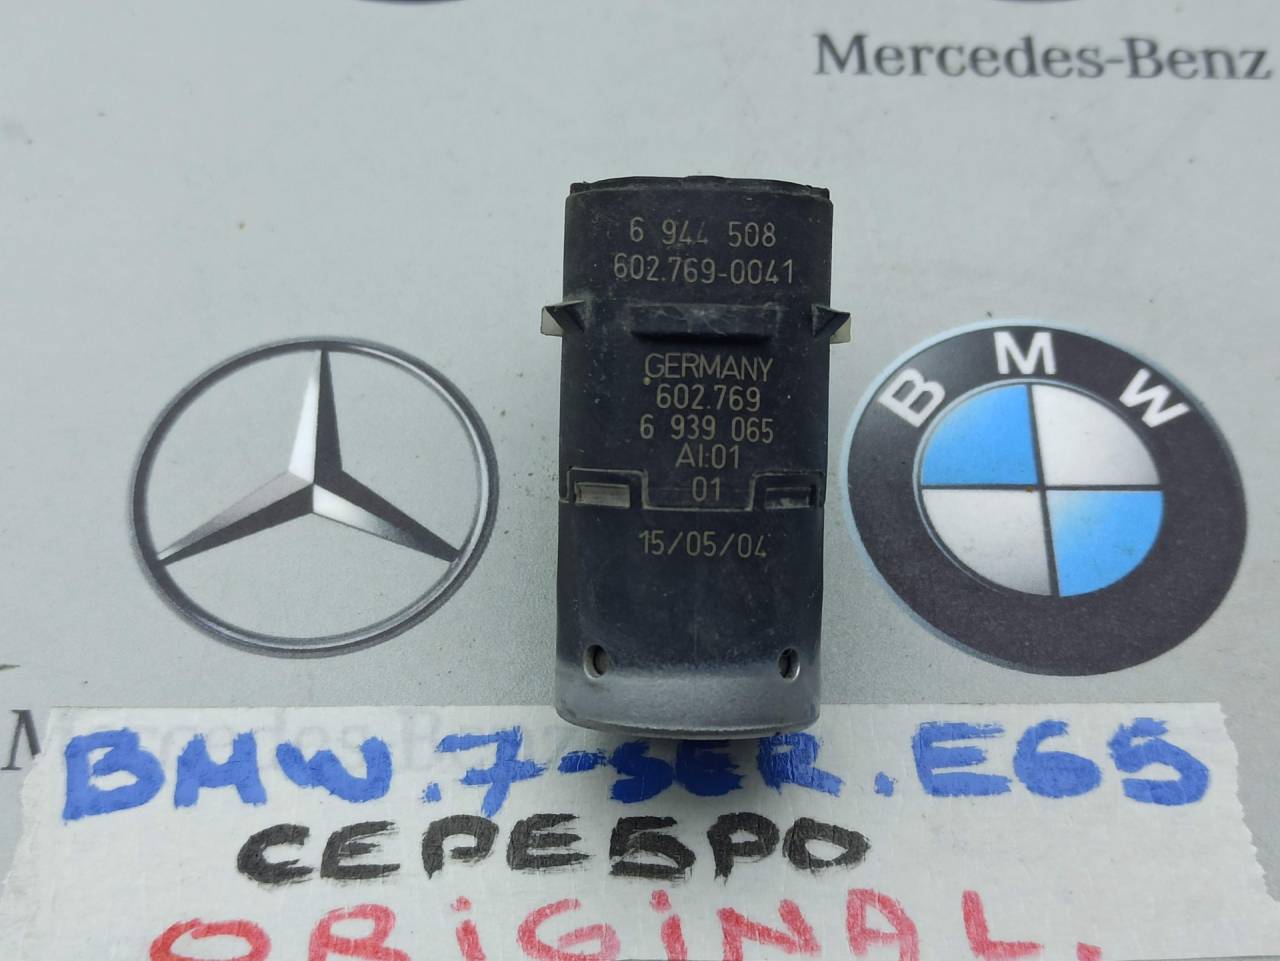 Mercedes-Benz
6 944 508
602.769-0041
GERMANY
602.769
6 939 065
AI:01
01
15/05/04
BMW
BMW.7-SER.E65
СЕРЕБРО
ORiGiNAL.